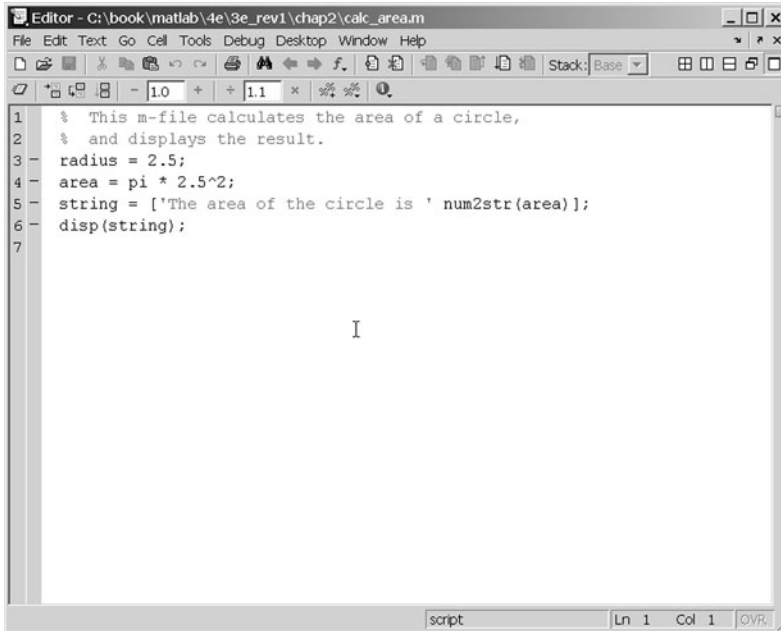 Editor - C:\book\matlab\4e\3e_rev1\chap2\calc_area.m
File Edit Text Go Cell Tools Debug Desktop Window Help
Stack: Base
- 1.0 + ÷ 1.1 ×
1 % This m-file calculates the area of a circle,
2 % and displays the result.
3 - radius = 2.5;
4 - area = pi * 2.5^2;
5 - string = ['The area of the circle is ' num2str(area)];
6 - disp(string);
7
script Ln 1 Col 1 OVR